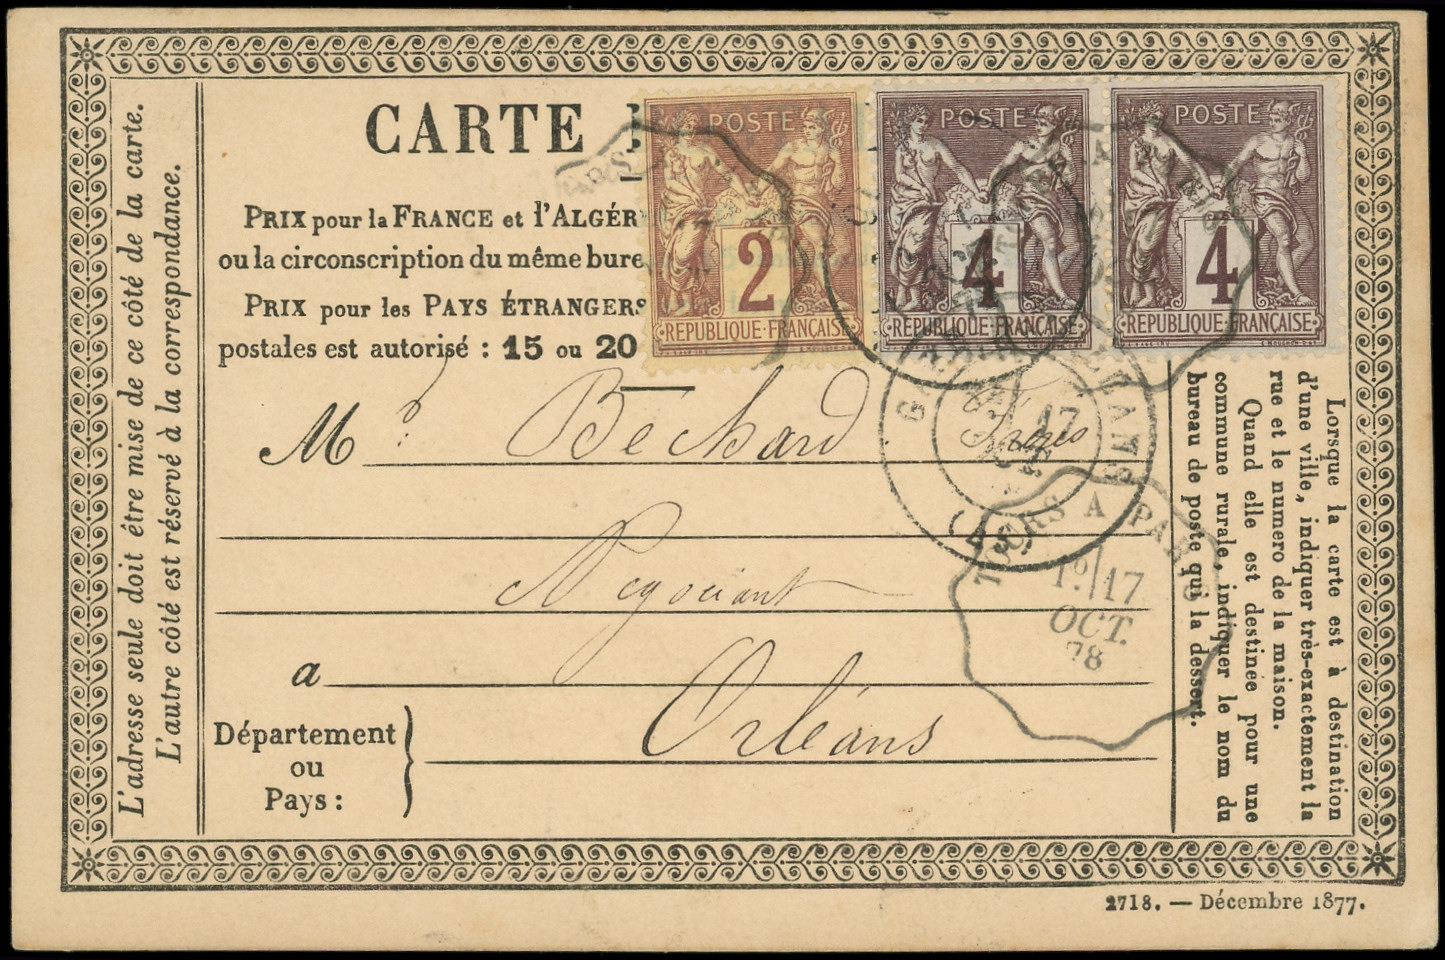 CARTE
PRIX pour la FRANCE et l'ALGÉR
ou la circonscription du même bure
PRIX pour les PAYS ÉTRANGERS
postales est autorisé : 15 ou 20
POSTE
2
REPUBLIQUE FRANÇAISE
POSTE
4
REPUBLIQUE FRANÇAISE
POSTE
4
REPUBLIQUE FRANÇAISE
L'adresse seule doit être mise de ce côté de la carte.
L'autre côté est réservé à la correspondance.
M Béchard
Négociant
a
Orléans
Département
ou
Pays :
17
TOURS A PARIS
1º 17
OCT.
78
Lorsque la carte est à destination
d'une ville, indiquer très-exactement la
rue et le numero de la maison.
Quand elle est destinée pour une
commune rurale, indiquer le nom du
bureau de poste qui la dessert.
2718. — Décembre 1877.